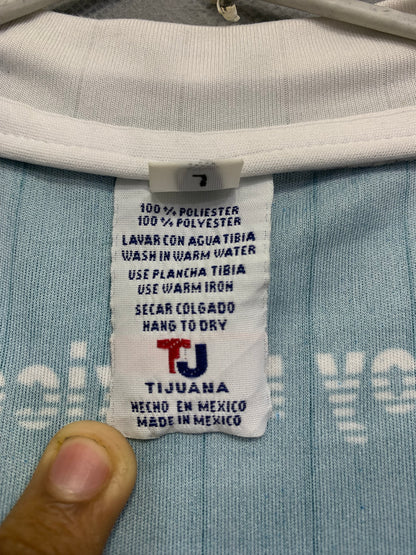 100% POLIESTER
100% POLYESTER
LAVAR CON AGUA TIBIA
WASH IN WARM WATER
USE PLANCHA TIBIA
USE WARM IRON
SECAR COLGADO
HANG TO DRY
TJ
TIJUANA
HECHO EN MEXICO
MADE IN MEXICO